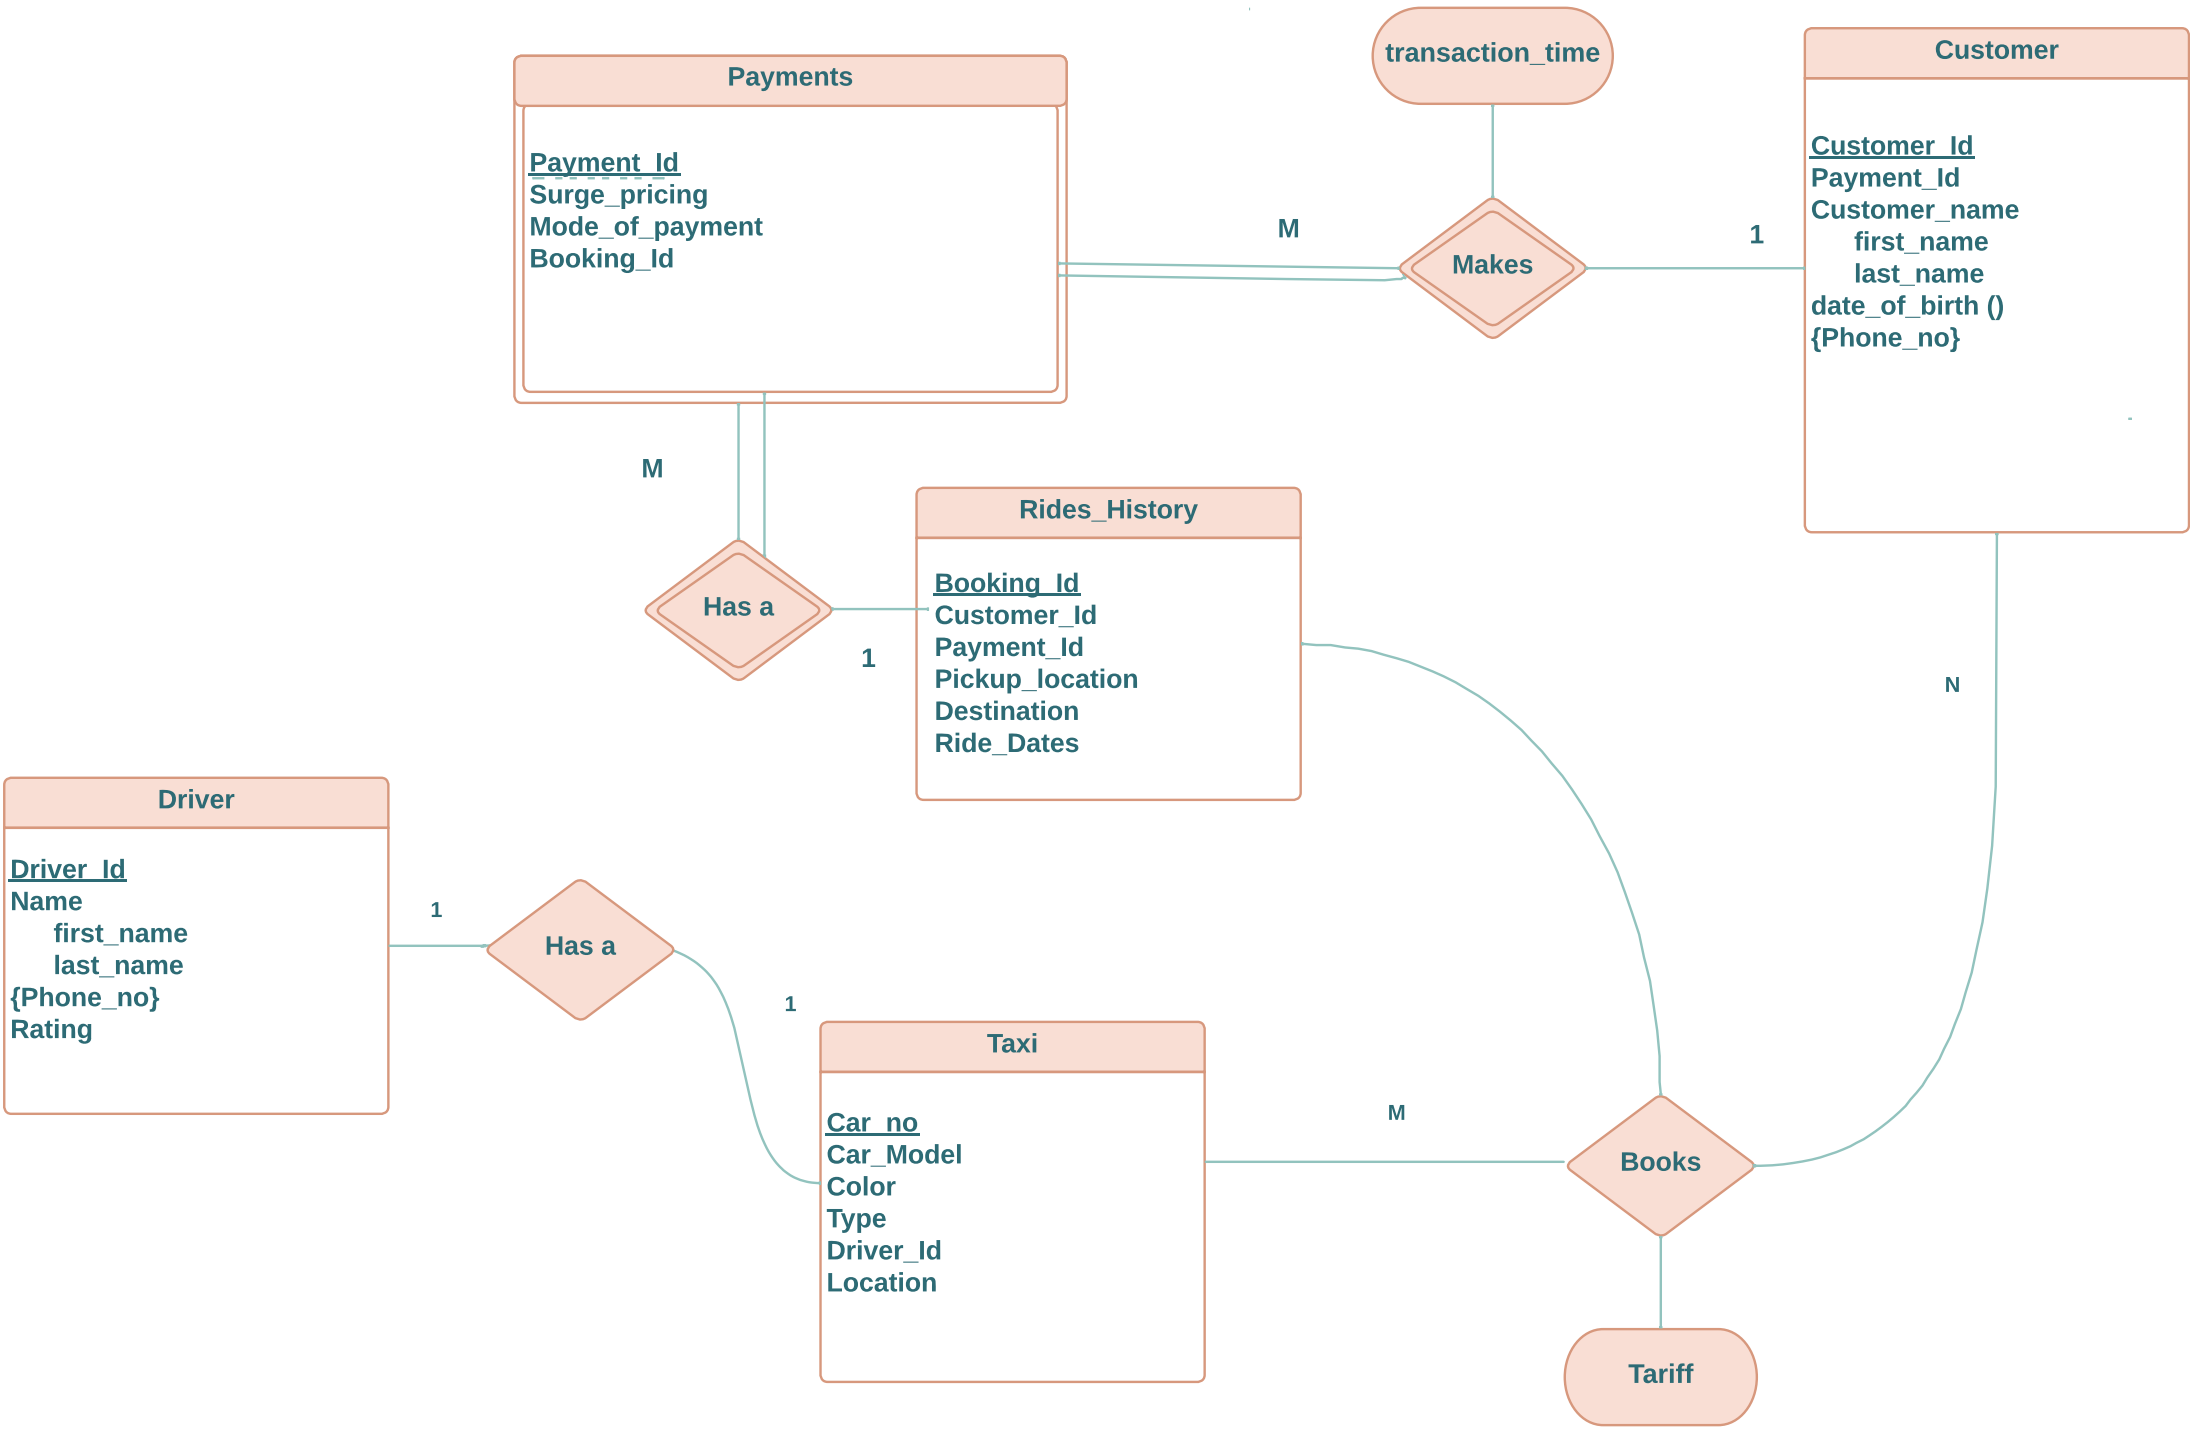 transaction_time
Customer
Customer_Id
Payment_Id
Customer_name
first_name
last_name
date_of_birth ()
{Phone_no}
Payments
Payment_Id
Surge_pricing
Mode_of_payment
Booking_Id
M
Makes
1
M
Has a
1
Rides_History
Booking_Id
Customer_Id
Payment_Id
Pickup_location
Destination
Ride_Dates
N
Driver
Driver_Id
Name
first_name
last_name
{Phone_no}
Rating
1
Has a
1
Taxi
Car_no
Car_Model
Color
Type
Driver_Id
Location
M
Books
Tariff